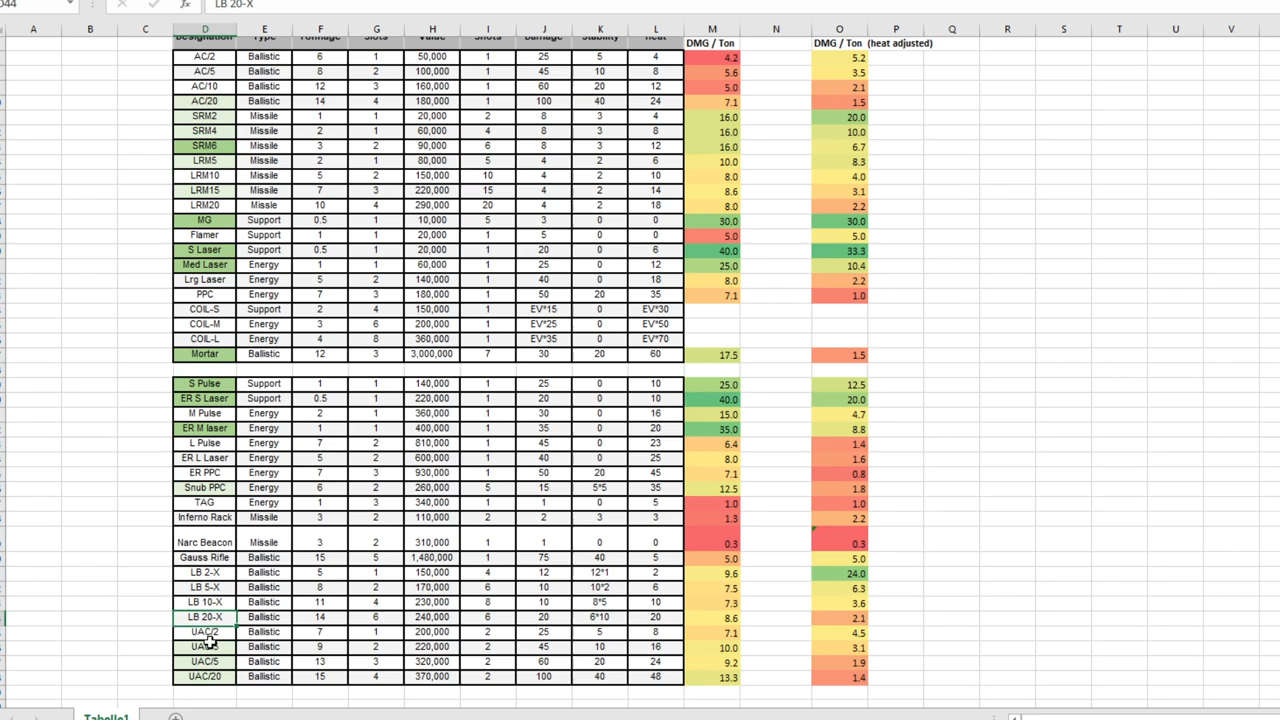 D44 LB 20-X
A B C D E F G H I J K L M N O P Q R S T U V
Designation Type Tonnage Slots Value Shots Damage Stability Heat DMG / Ton DMG / Ton (heat adjusted)
AC/2 Ballistic 6 1 50,000 1 25 5 4 4.2 5.2
AC/5 Ballistic 8 2 100,000 1 45 10 8 5.6 3.5
AC/10 Ballistic 12 3 160,000 1 60 20 12 5.0 2.1
AC/20 Ballistic 14 4 180,000 1 100 40 24 7.1 1.5
SRM2 Missile 1 1 20,000 2 8 3 4 16.0 20.0
SRM4 Missile 2 1 60,000 4 8 3 8 16.0 10.0
SRM6 Missile 3 2 90,000 6 8 3 12 16.0 6.7
LRM5 Missile 2 1 80,000 5 4 2 6 10.0 8.3
LRM10 Missile 5 2 150,000 10 4 2 10 8.0 4.0
LRM15 Missile 7 3 220,000 15 4 2 14 8.6 3.1
LRM20 Missle 10 4 290,000 20 4 2 18 8.0 2.2
MG Support 0.5 1 10,000 5 3 0 0 30.0 30.0
Flamer Support 1 1 20,000 1 5 0 0 5.0 5.0
S Laser Support 0.5 1 20,000 1 20 0 6 40.0 33.3
Med Laser Energy 1 1 60,000 1 25 0 12 25.0 10.4
Lrg Laser Energy 5 2 140,000 1 40 0 18 8.0 2.2
PPC Energy 7 3 180,000 1 50 20 35 7.1 1.0
COIL-S Support 2 4 150,000 1 EV*15 0 EV*30
COIL-M Energy 3 6 200,000 1 EV*25 0 EV*50
COIL-L Energy 4 8 360,000 1 EV*35 0 EV*70
Mortar Ballistic 12 3 3,000,000 7 30 20 60 17.5 1.5
S Pulse Support 1 1 140,000 1 25 0 10 25.0 12.5
ER S Laser Support 0.5 1 220,000 1 20 0 10 40.0 20.0
M Pulse Energy 2 1 360,000 1 30 0 16 15.0 4.7
ER M laser Energy 1 1 400,000 1 35 0 20 35.0 8.8
L Pulse Energy 7 2 810,000 1 45 0 23 6.4 1.4
ER L Laser Energy 5 2 600,000 1 40 0 25 8.0 1.6
ER PPC Energy 7 3 930,000 1 50 20 45 7.1 0.8
Snub PPC Energy 6 2 260,000 5 15 5*5 35 12.5 1.8
TAG Energy 1 3 340,000 1 1 0 5 1.0 1.0
Inferno Rack Missile 3 2 110,000 2 2 3 3 1.3 2.2
Narc Beacon Missile 3 2 310,000 1 1 0 0 0.3 0.3
Gauss Rifle Ballistic 15 5 1,480,000 1 75 40 5 5.0 5.0
LB 2-X Ballistic 5 1 150,000 4 12 12*1 2 9.6 24.0
LB 5-X Ballistic 8 2 170,000 6 10 10*2 6 7.5 6.3
LB 10-X Ballistic 11 4 230,000 8 10 8*5 10 7.3 3.6
LB 20-X Ballistic 14 6 240,000 6 20 6*10 20 8.6 2.1
UAC/2 Ballistic 7 1 200,000 2 25 5 8 7.1 4.5
Ballistic 9 2 220,000 2 45 10 16 10.0 3.1
UAC/5 Ballistic 13 3 320,000 2 60 20 24 9.2 1.9
UAC/20 Ballistic 15 4 370,000 2 100 40 48 13.3 1.4
Tabelle1